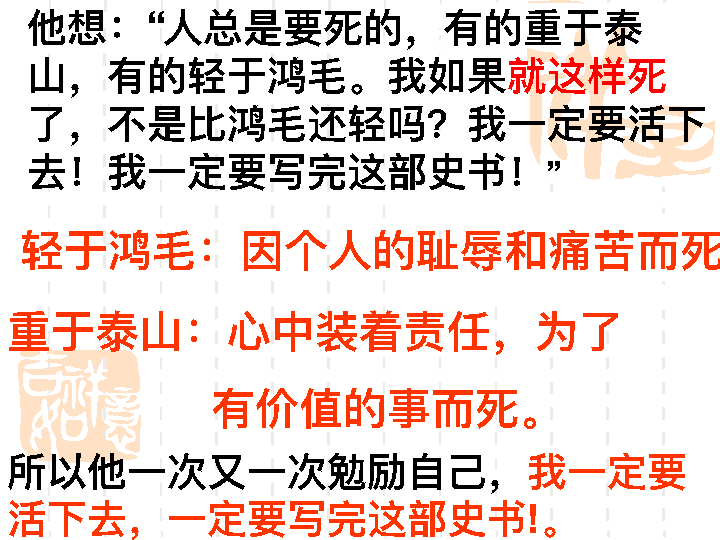 他想：“人总是要死的，有的重于泰
山，有的轻于鸿毛。我如果就这样死
了，不是比鸿毛还轻吗？我一定要活下
去！我一定要写完这部史书！”
轻于鸿毛：因个人的耻辱和痛苦而死
重于泰山：心中装着责任，为了
有价值的事而死。
吉祥
如意
所以他一次又一次勉励自己，我一定要
活下去，一定要写完这部史书!。